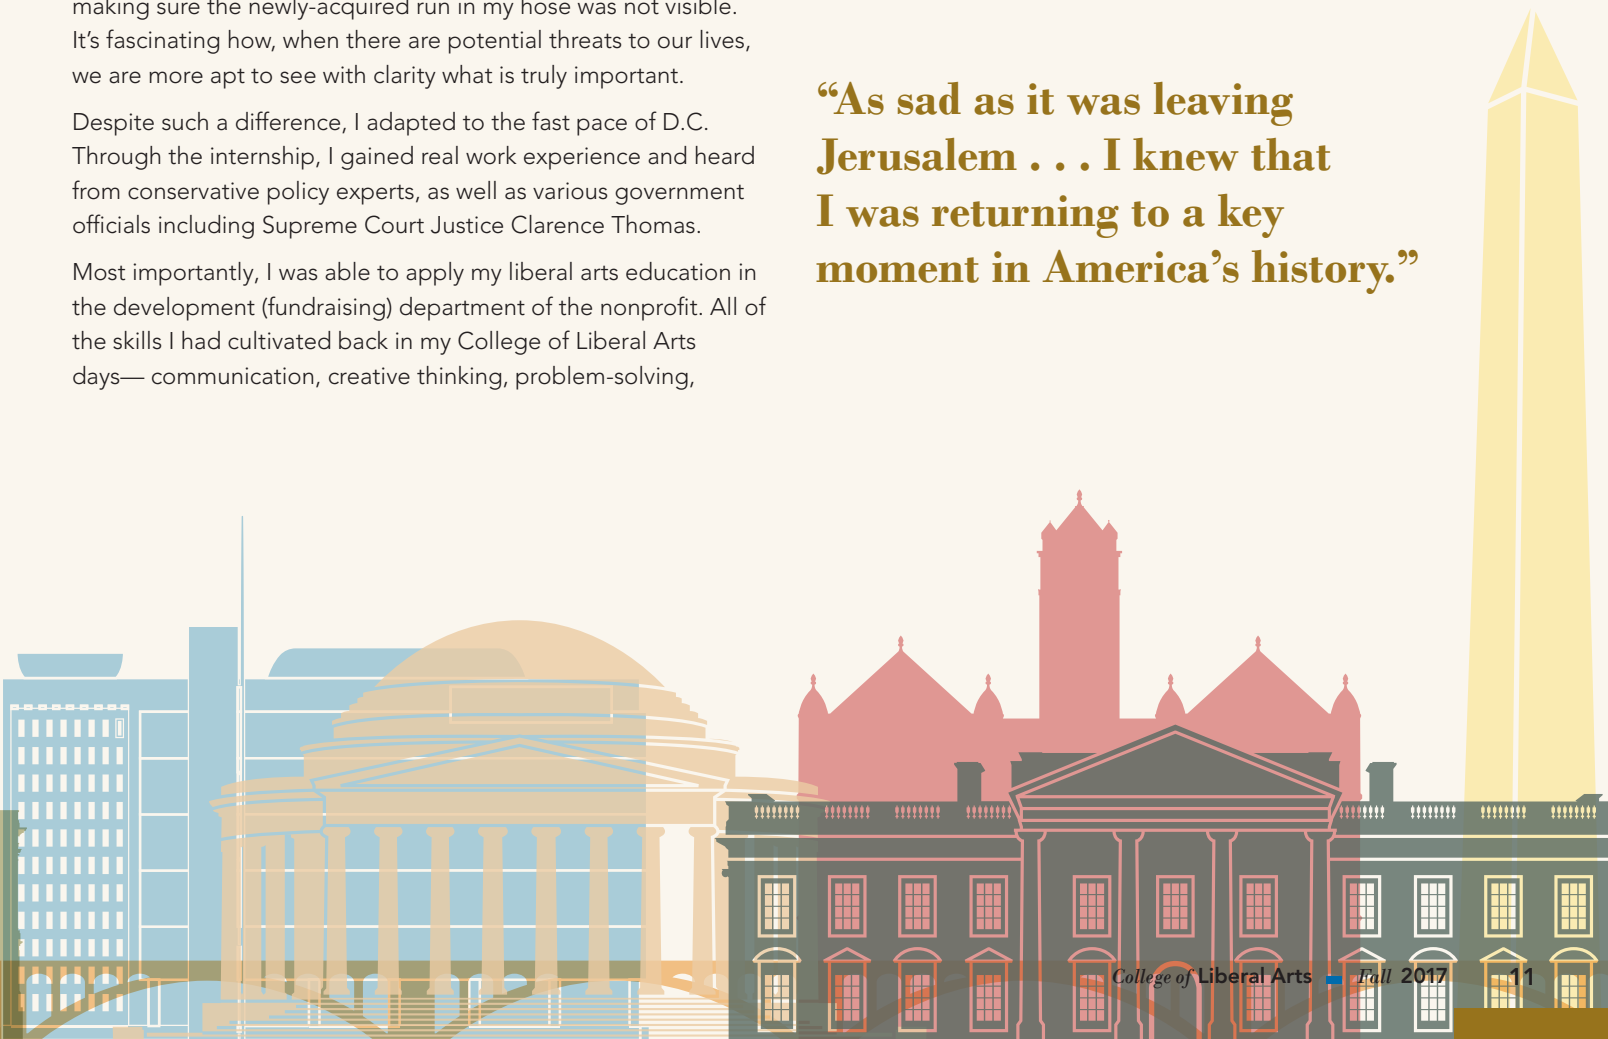 making sure the newly-acquired run in my hose was not visible.
It’s fascinating how, when there are potential threats to our lives,
we are more apt to see with clarity what is truly important.
Despite such a difference, I adapted to the fast pace of D.C.
Through the internship, I gained real work experience and heard
from conservative policy experts, as well as various government
officials including Supreme Court Justice Clarence Thomas.
Most importantly, I was able to apply my liberal arts education in
the development (fundraising) department of the nonprofit. All of
the skills I had cultivated back in my College of Liberal Arts
days— communication, creative thinking, problem-solving,
“As sad as it was leaving
Jerusalem . . . I knew that
I was returning to a key
moment in America’s history.”
College of Liberal Arts Fall 2017 11